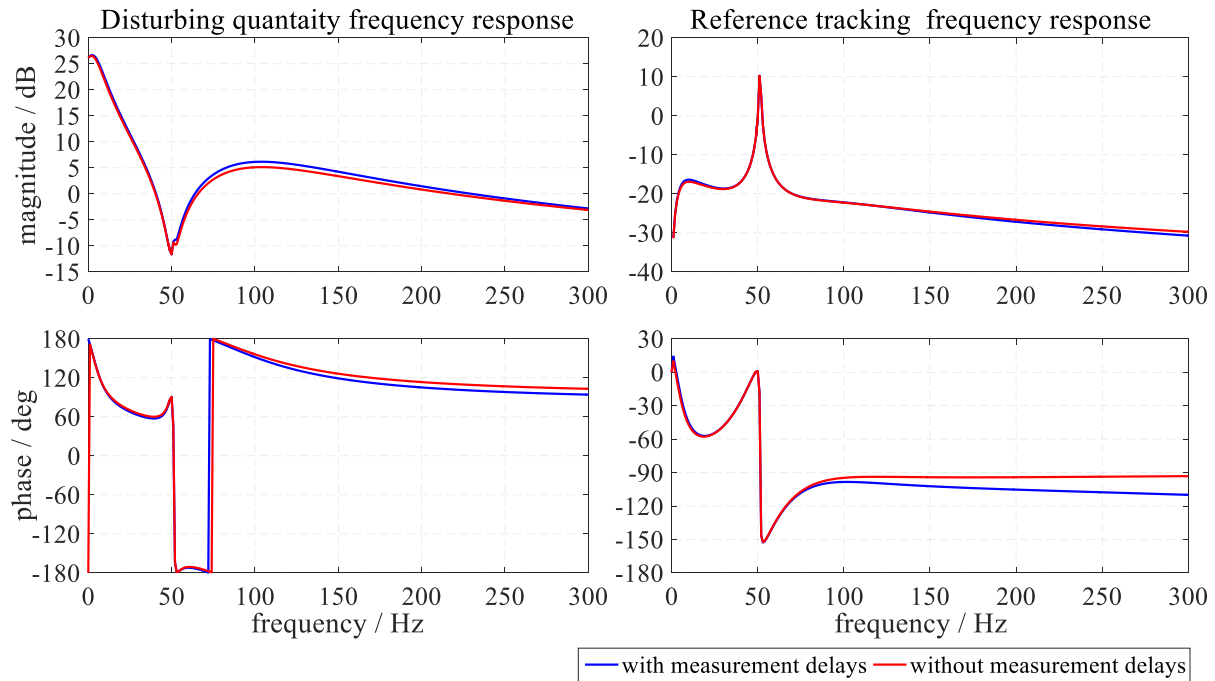 Disturbing quantaity frequency response
Reference tracking frequency response
magnitude / dB
30
25
20
15
10
5
0
-5
-10
-15
0 50 100 150 200 250 300
20
10
0
-10
-20
-30
-40
0 50 100 150 200 250 300
phase / deg
180
120
60
0
-60
-120
-180
0 50 100 150 200 250 300
frequency / Hz
30
0
-30
-60
-90
-120
-150
-180
0 50 100 150 200 250 300
frequency / Hz
with measurement delays
without measurement delays